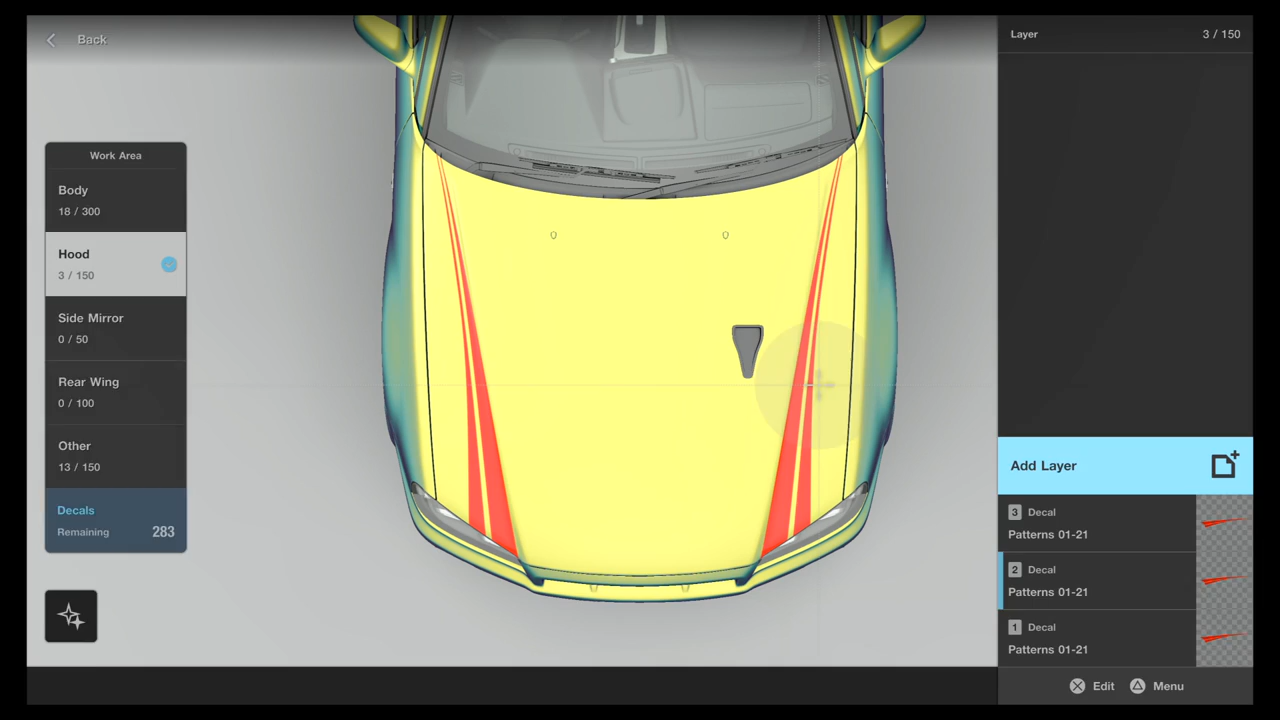 Back
Work Area
Body
18 / 300
Hood
3 / 150
Side Mirror
0 / 50
Rear Wing
0 / 100
Other
13 / 150
Decals
Remaining 283
Layer 3 / 150
Add Layer
3 Decal
Patterns 01-21
2 Decal
Patterns 01-21
1 Decal
Patterns 01-21
Edit Menu